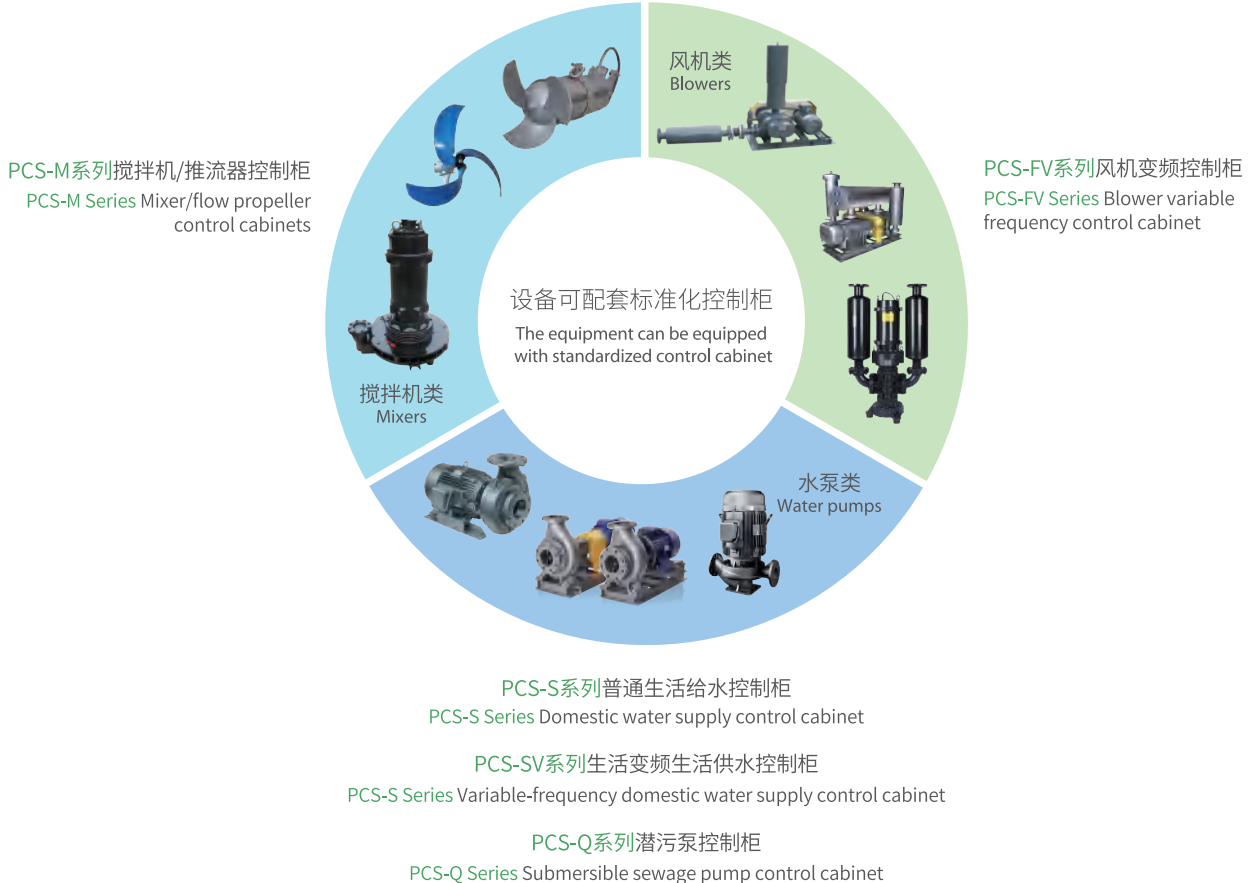 风机类
Blowers
PCS-M系列搅拌机/推流器控制柜
PCS-M Series Mixer/flow propeller
control cabinets
PCS-FV系列风机变频控制柜
PCS-FV Series Blower variable
frequency control cabinet
设备可配套标准化控制柜
The equipment can be equipped
with standardized control cabinet
搅拌机类
Mixers
水泵类
Water pumps
PCS-S系列普通生活给水控制柜
PCS-S Series Domestic water supply control cabinet
PCS-SV系列生活变频生活供水控制柜
PCS-S Series Variable-frequency domestic water supply control cabinet
PCS-Q系列潜污泵控制柜
PCS-Q Series Submersible sewage pump control cabinet